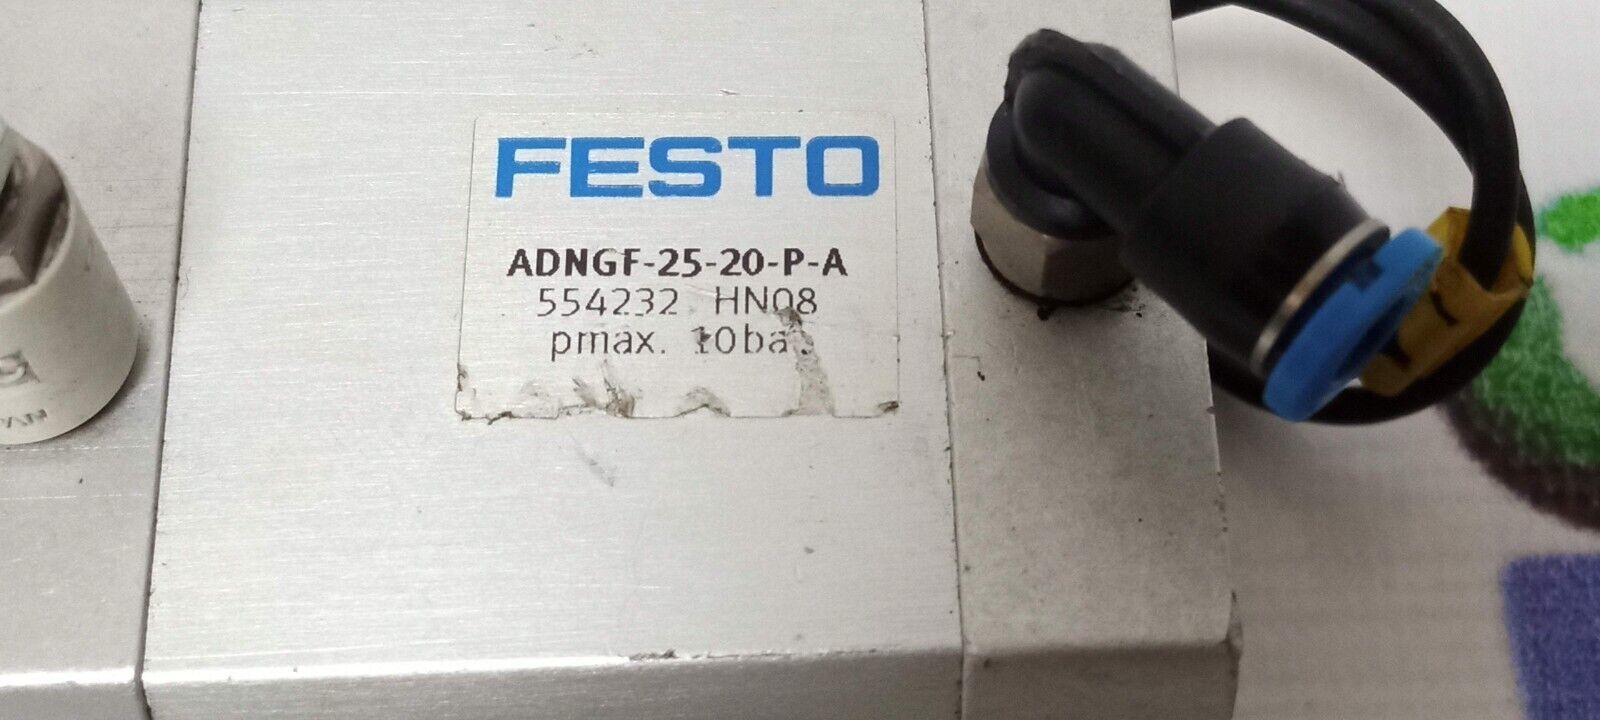 FESTO
ADNGF-25-20-P-A
554232 HN08
pmax. 10ba